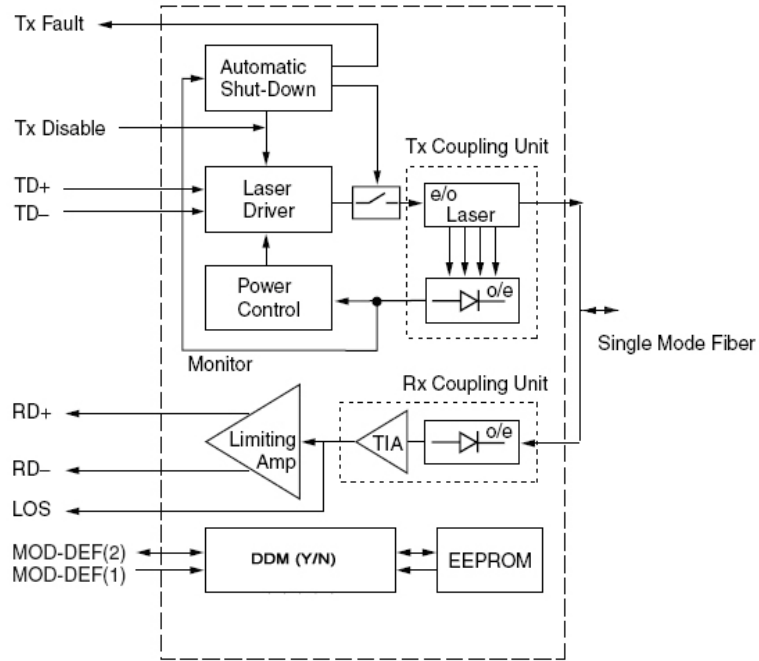 Tx Fault
Automatic
Shut-Down
Tx Disable
Tx Coupling Unit
TD+
TD–
Laser
Driver
e/o
Laser
Power
Control
o/e
Monitor
Single Mode Fiber
Rx Coupling Unit
RD+
RD–
Limiting
Amp
TIA
o/e
LOS
MOD-DEF(2)
MOD-DEF(1)
DDM (Y/N)
EEPROM